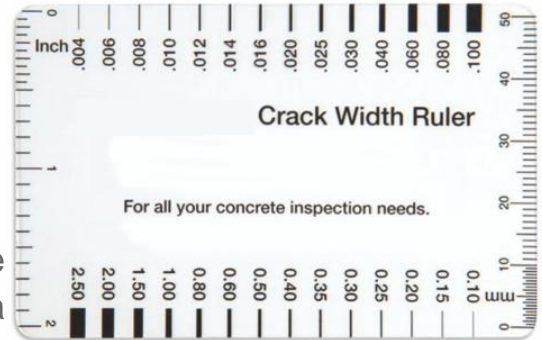 Inch .004 .006 .008 .010 .012 .014 .016 .020 .025 .030 .040 .060 .080 .100
0 1 2
50 40 30 20 10 0
Crack Width Ruler
For all your concrete inspection needs.
2.50 2.00 1.50 1.00 0.80 0.60 0.50 0.40 0.35 0.30 0.25 0.20 0.15 0.10 mm
e
a